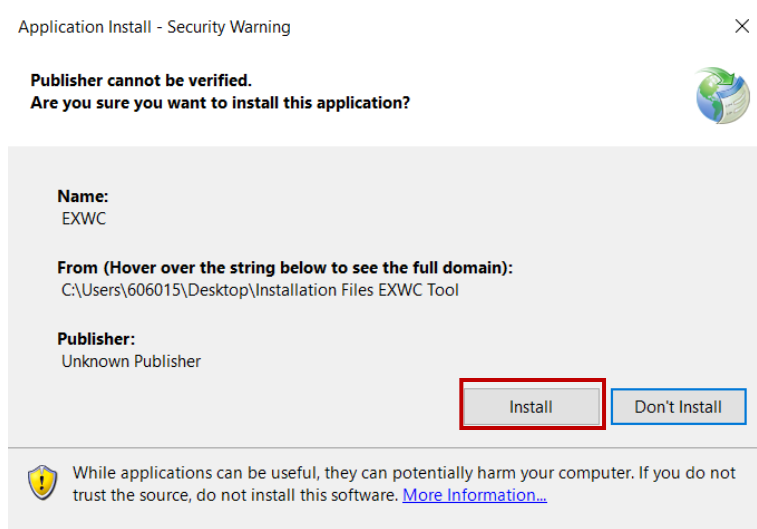 Application Install - Security Warning
Publisher cannot be verified.
Are you sure you want to install this application?
Name:
EXWC
From (Hover over the string below to see the full domain):
C:\Users\606015\Desktop\Installation Files EXWC Tool
Publisher:
Unknown Publisher
Install
Don't Install
While applications can be useful, they can potentially harm your computer. If you do not
trust the source, do not install this software. More Information...